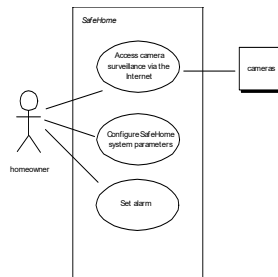 SafeHome
Access camera
surveillance via the
Internet
cameras
Configure SafeHome
system parameters
homeowner
Set alarm